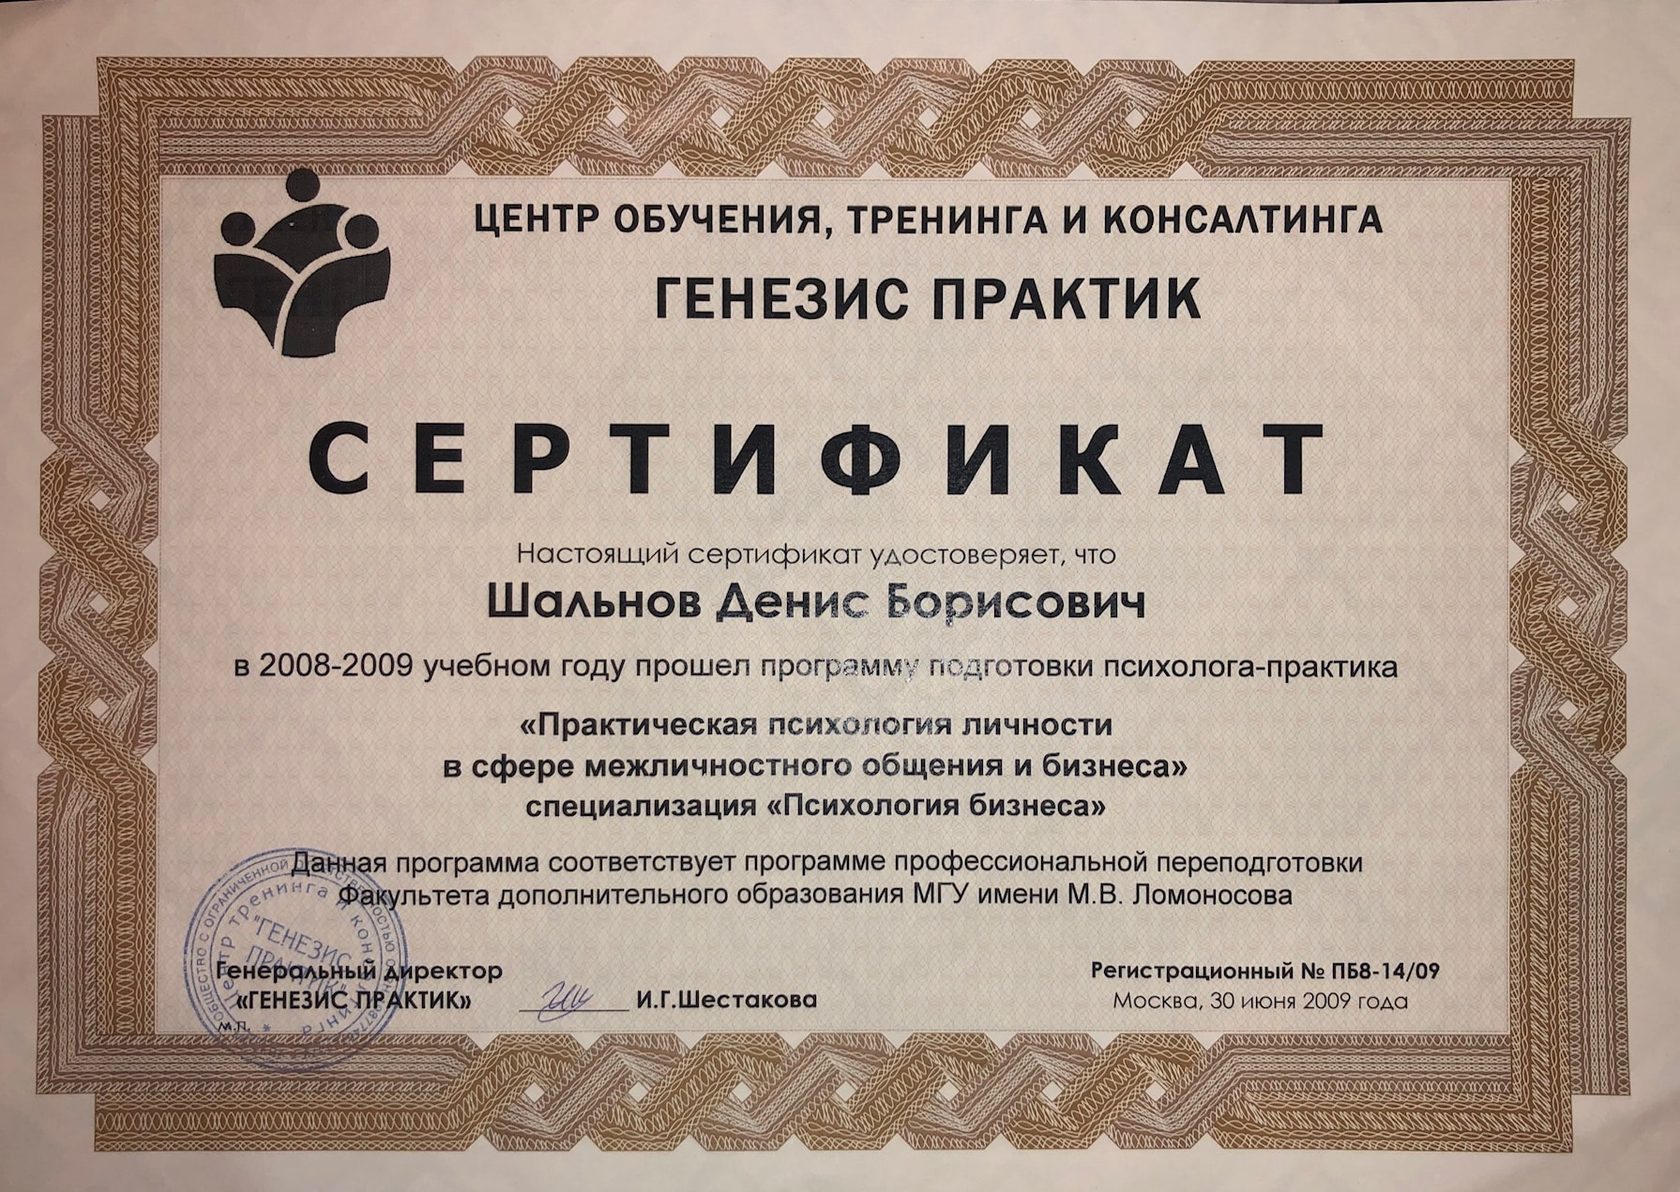 ЦЕНТР ОБУЧЕНИЯ, ТРЕНИНГА И КОНСАЛТИНГА
ГЕНЕЗИС ПРАКТИК
СЕРТИФИКАТ
Настоящий сертификат удостоверяет, что
Шальнов Денис Борисович
в 2008-2009 учебном году прошел программу подготовки психолога-практика
«Практическая психология личности
в сфере межличностного общения и бизнеса»
специализация «Психология бизнеса»
Данная программа соответствует программе профессиональной переподготовки
Факультета дополнительного образования МГУ имени М.В. Ломоносова
Генеральный директор
«ГЕНЕЗИС ПРАКТИК»
И.Г.Шестакова
м.п.
Регистрационный № ПБ8-14/09
Москва, 30 июня 2009 года
ОБЩЕСТВО С ОГРАНИЧЕННОЙ ОТВЕТСТВЕННОСТЬЮ
Центр тренинга и консалтинга
"ГЕНЕЗИС
ПРАКТИК"